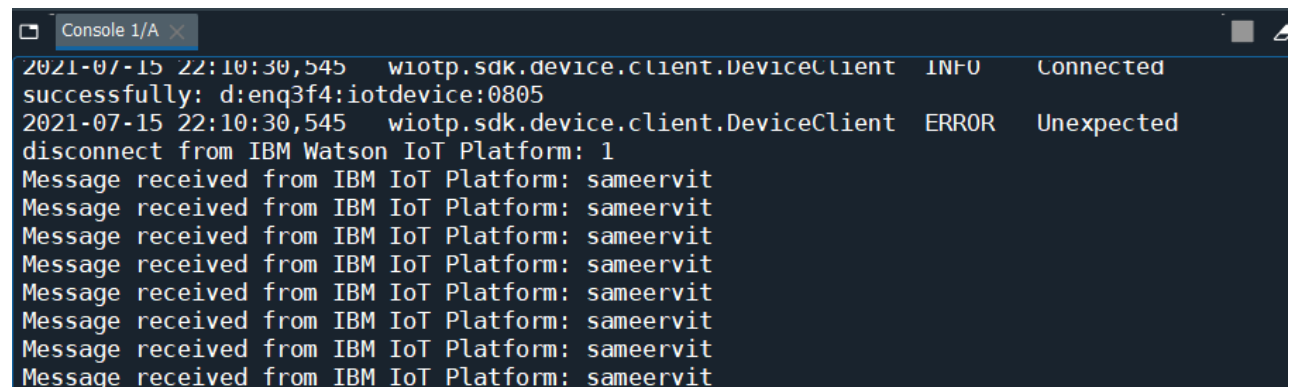 Console 1/A
2021-07-15 22:10:30,545   wiotp.sdk.device.client.DeviceClient  INFO    Connected
successfully: d:enq3f4:iotdevice:0805
2021-07-15 22:10:30,545   wiotp.sdk.device.client.DeviceClient  ERROR   Unexpected
disconnect from IBM Watson IoT Platform: 1
Message received from IBM IoT Platform: sameervit
Message received from IBM IoT Platform: sameervit
Message received from IBM IoT Platform: sameervit
Message received from IBM IoT Platform: sameervit
Message received from IBM IoT Platform: sameervit
Message received from IBM IoT Platform: sameervit
Message received from IBM IoT Platform: sameervit
Message received from IBM IoT Platform: sameervit